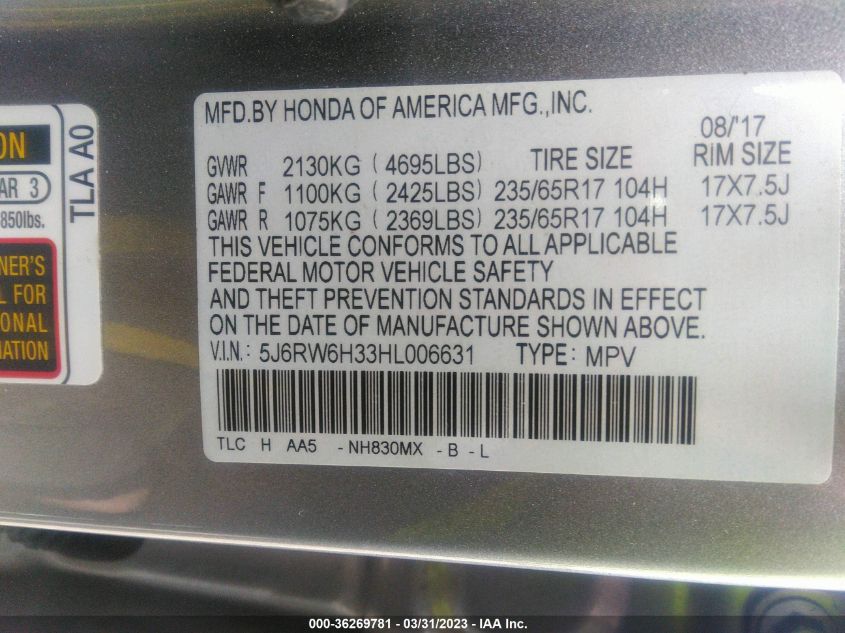 ON
AR 3
850lbs.
TLA A0
NER'S
L FOR
ONAL
MATION
MFD.BY HONDA OF AMERICA MFG.,INC.
08/'17
GVWR 2130KG (4695LBS) TIRE SIZE RIM SIZE
GAWR F 1100KG (2425LBS) 235/65R17 104H 17X7.5J
GAWR R 1075KG (2369LBS) 235/65R17 104H 17X7.5J
THIS VEHICLE CONFORMS TO ALL APPLICABLE
FEDERAL MOTOR VEHICLE SAFETY
AND THEFT PREVENTION STANDARDS IN EFFECT
ON THE DATE OF MANUFACTURE SHOWN ABOVE.
V.I.N.: 5J6RW6H33HL006631 TYPE: MPV
TLC H AA5 -NH830MX -B -L
000-36269781 - 03/31/2023 - IAA Inc.